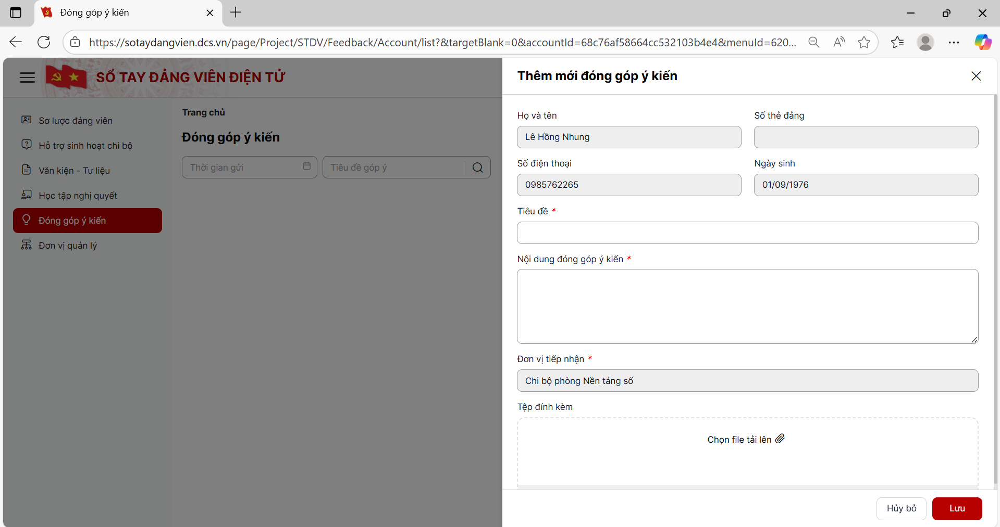 Đóng góp ý kiến
https://sotaydangvien.dcs.vn/page/Project/STDV/Feedback/Account/list?&targetBlank=0&accountId=68c76af58664cc532103b4e4&menuId=620...
SỔ TAY ĐẢNG VIÊN ĐIỆN TỬ
Sơ lược đảng viên
Hỗ trợ sinh hoạt chi bộ
Văn kiện - Tư liệu
Học tập nghị quyết
Đóng góp ý kiến
Đơn vị quản lý
Trang chủ
Đóng góp ý kiến
Thời gian gửi
Tiêu đề góp ý
Thêm mới đóng góp ý kiến
Họ và tên
Lê Hồng Nhung
Số thẻ đảng
Số điện thoại
0985762265
Ngày sinh
01/09/1976
Tiêu đề *
Nội dung đóng góp ý kiến *
Đơn vị tiếp nhận *
Chi bộ phòng Nền tảng số
Tệp đính kèm
Chọn file tải lên
Hủy bỏ
Lưu